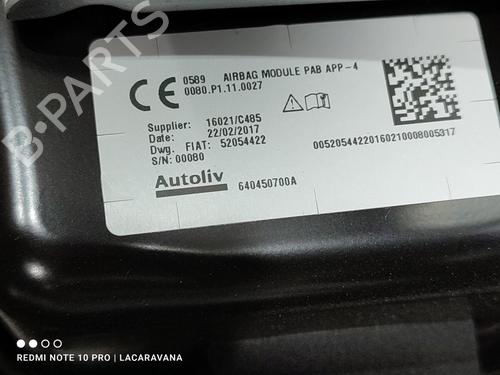 B-PARTS
CE 0589 AIRBAG MODULE PAB APP-4
0080.P1.11.0027
Supplier: 16021/C485
Date: 22/02/2017
Dwg. FIAT: 52054422
S/N: 00080
00520544220160210008005317
Autoliv 640450700A
REDMI NOTE 10 PRO | LACARAVANA